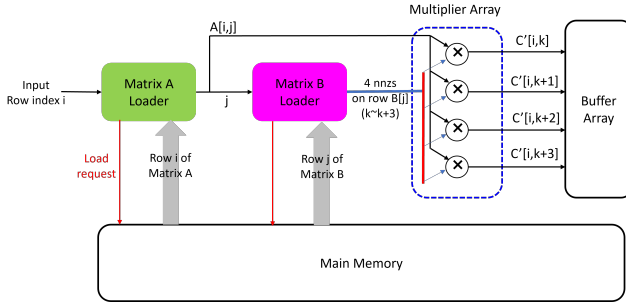 Multiplier Array
A[i,j]
C'[i,k]
Input
Row index i
Matrix A
Loader
j
Matrix B
Loader
4 nnzs
on row B[j]
(k~k+3)
C'[i,k+1]
C'[i,k+2]
C'[i,k+3]
Buffer
Array
Load
request
Row i of
Matrix A
Row j of
Matrix B
Main Memory